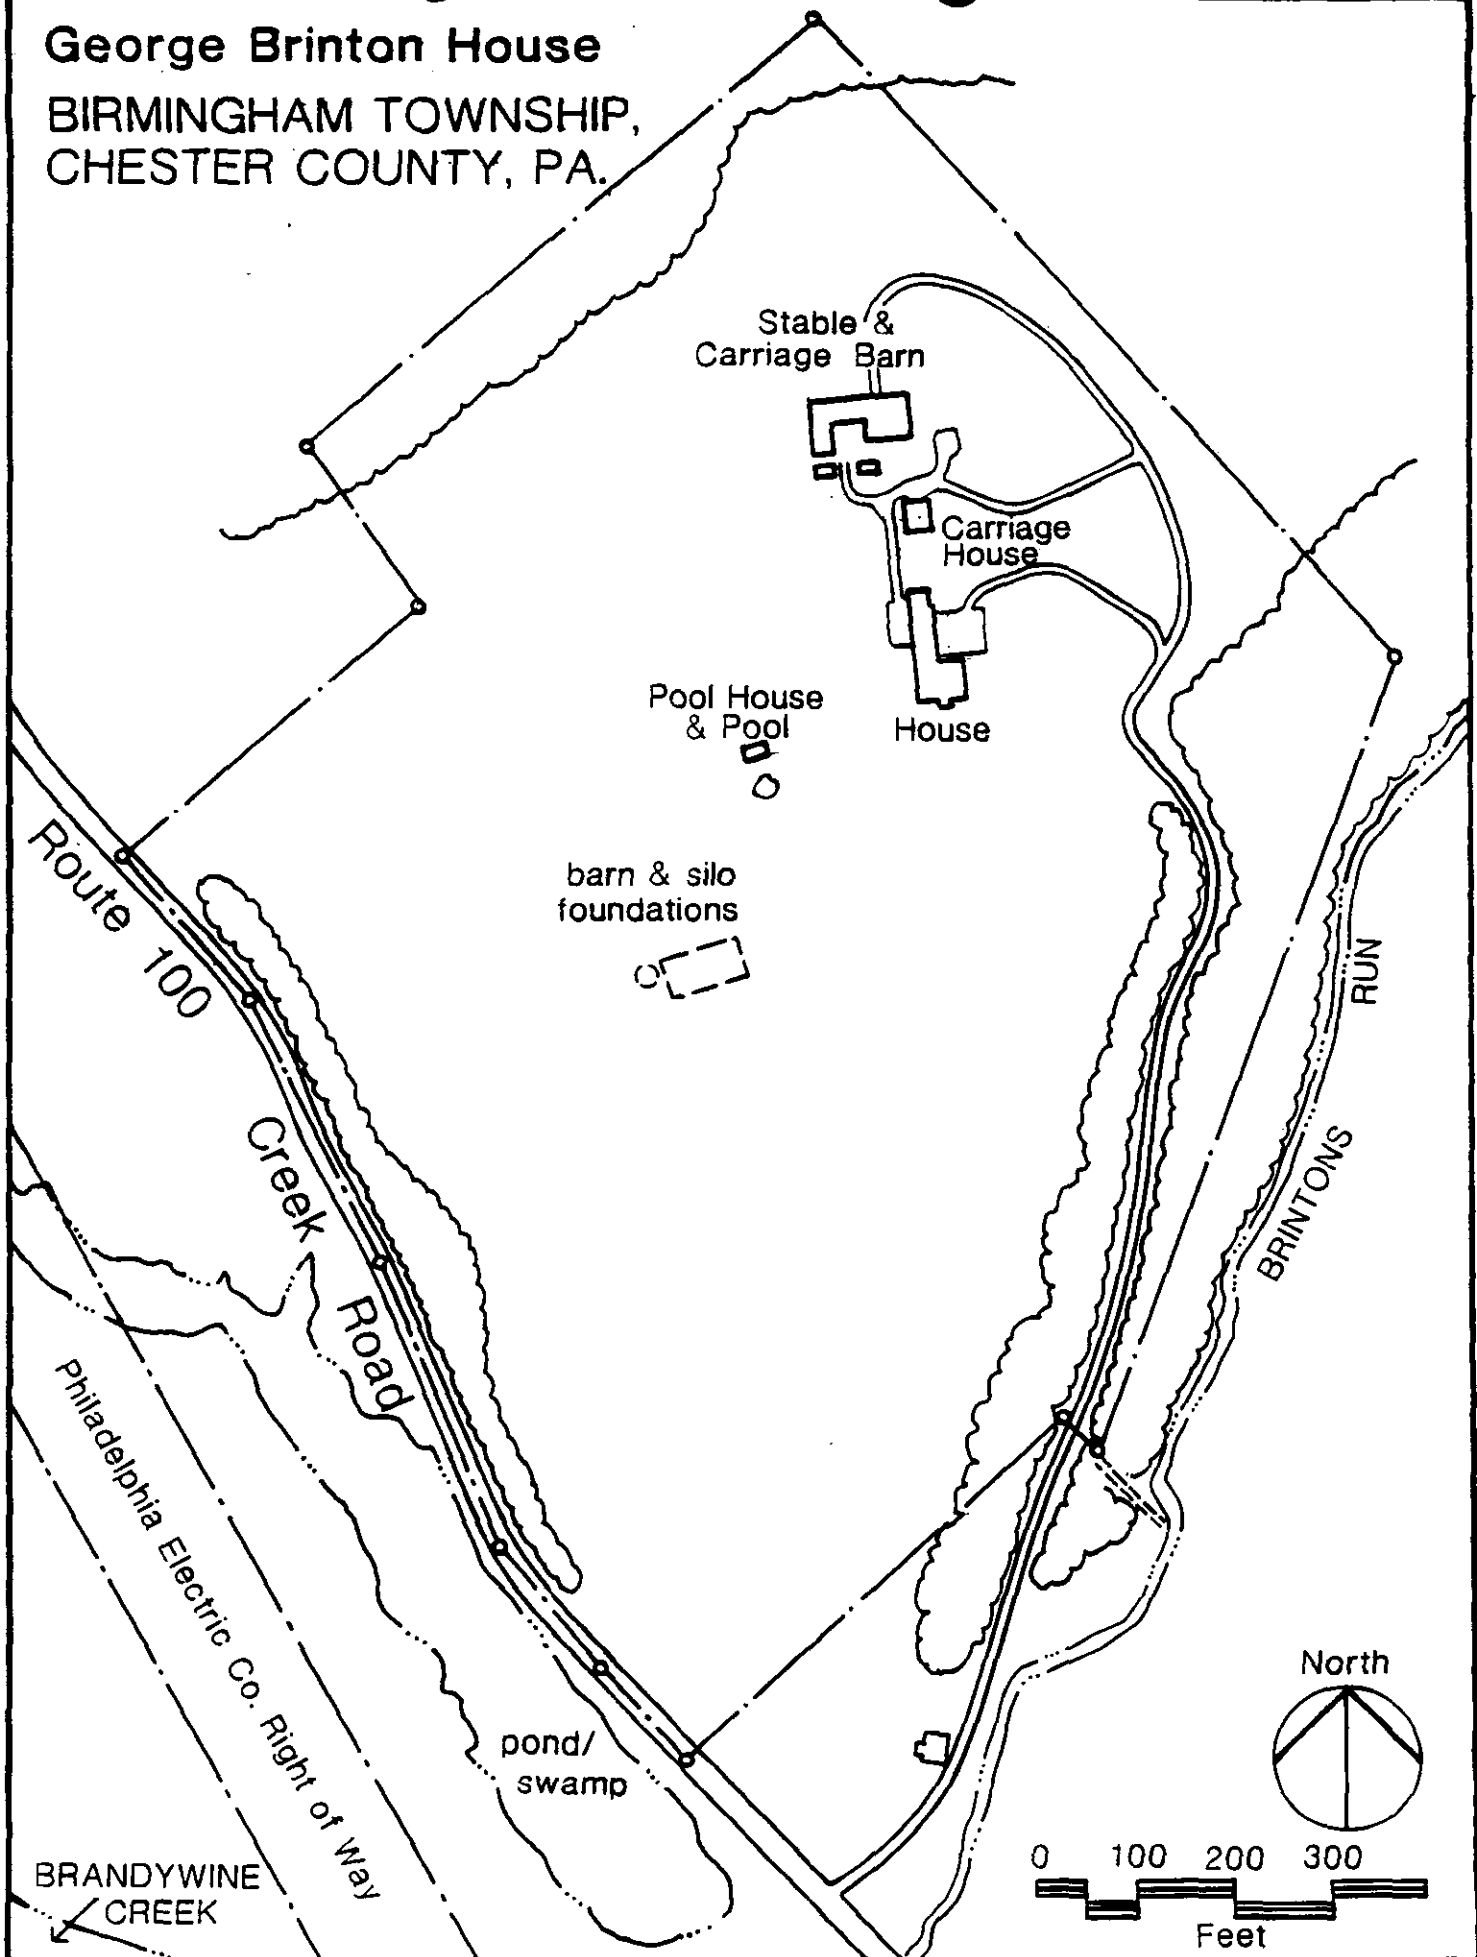 George Brinton House
BIRMINGHAM TOWNSHIP,
CHESTER COUNTY, PA.
Stable &
Carriage Barn
Carriage
House
Pool House
& Pool
House
barn & silo
foundations
Route 100
Creek Road
RUN
BRINTONS
Philadelphia Electric Co. Right of Way
pond/
swamp
North
BRANDYWINE
CREEK
0 100 200 300
Feet